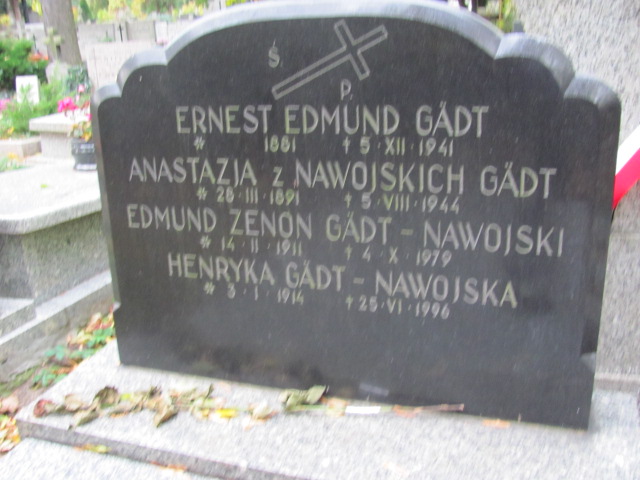 Ś. P.
ERNEST EDMUND GÄDT
* 1881 † 5·XII·1941
ANASTAZJA z NAWOJSKICH GÄDT
* 28·III·1891 † 5·VIII·1944
EDMUND ZENON GÄDT – NAWOJSKI
* 14·II·1911 † 4·X·1979
HENRYKA GÄDT – NAWOJSKA
* 3·I·1914 † 25·VI·1996